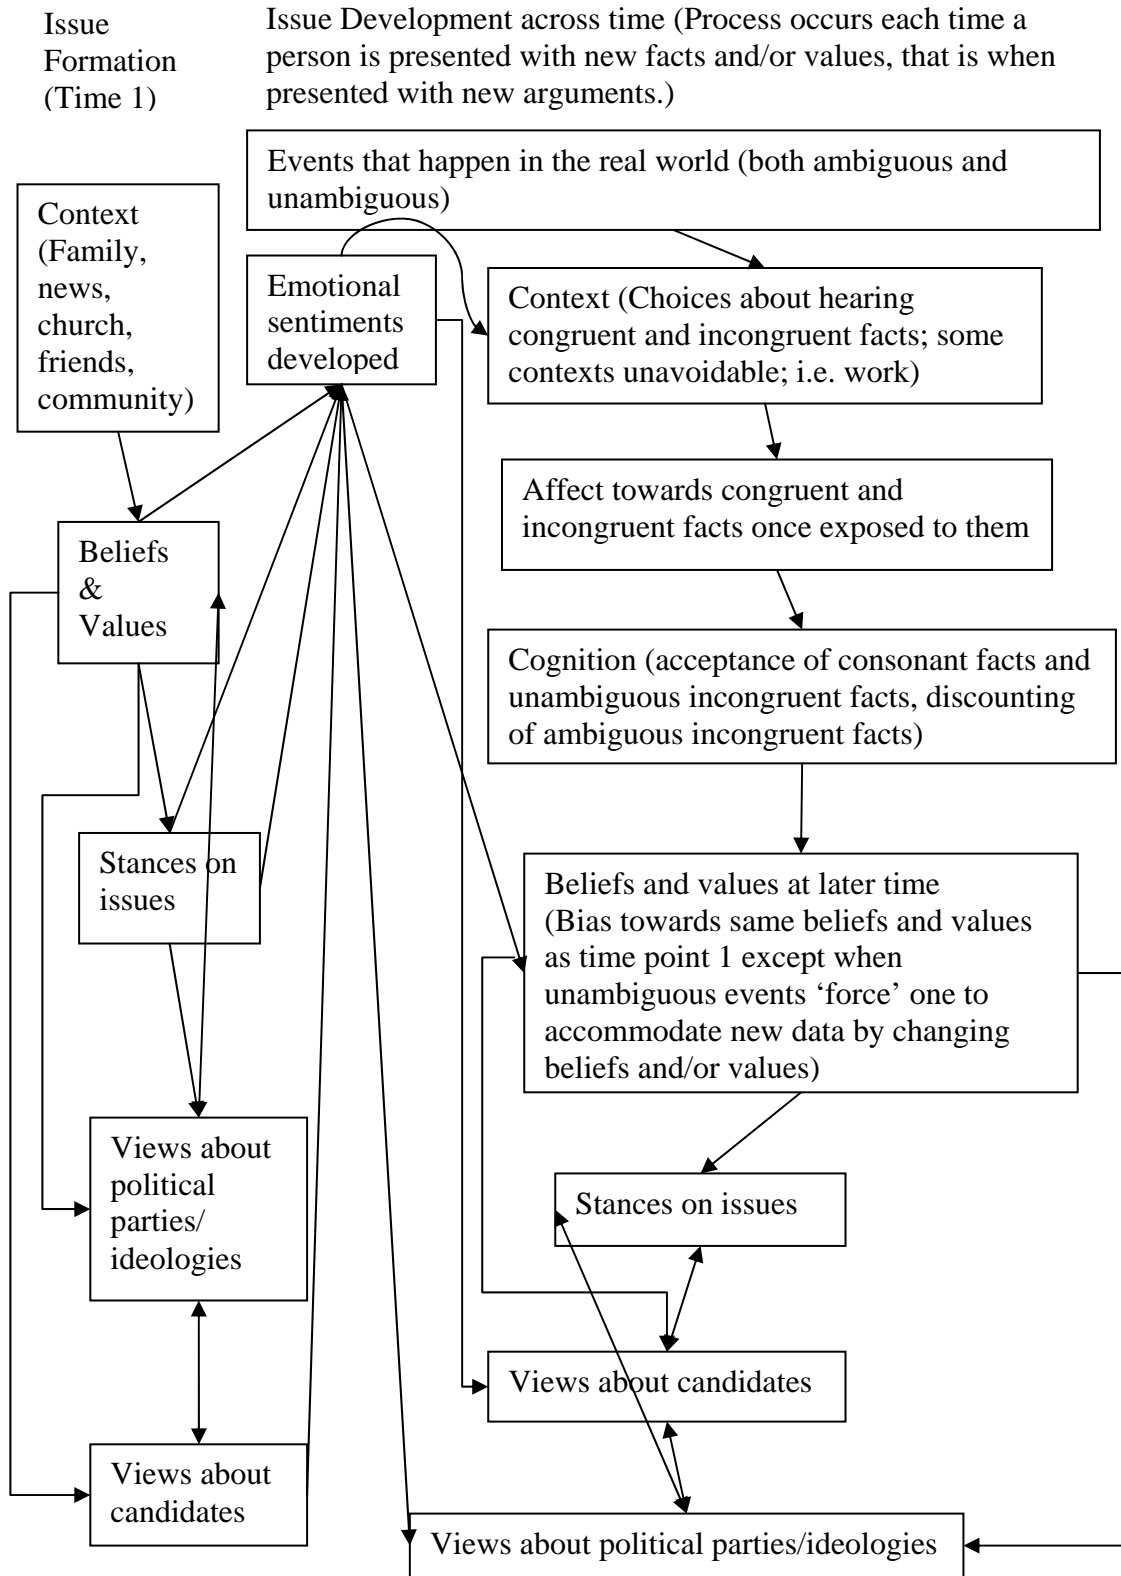 Issue
Formation
(Time 1)
Issue Development across time (Process occurs each time a
person is presented with new facts and/or values, that is when
presented with new arguments.)
Events that happen in the real world (both ambiguous and
unambiguous)
Context
(Family,
news,
church,
friends,
community)
Emotional
sentiments
developed
Context (Choices about hearing
congruent and incongruent facts; some
contexts unavoidable; i.e. work)
Affect towards congruent and
incongruent facts once exposed to them
Beliefs
&
Values
Cognition (acceptance of consonant facts and
unambiguous incongruent facts, discounting
of ambiguous incongruent facts)
Stances on
issues
Beliefs and values at later time
(Bias towards same beliefs and values
as time point 1 except when
unambiguous events ‘force’ one to
accommodate new data by changing
beliefs and/or values)
Views about
political
parties/
ideologies
Stances on issues
Views about candidates
Views about
candidates
Views about political parties/ideologies